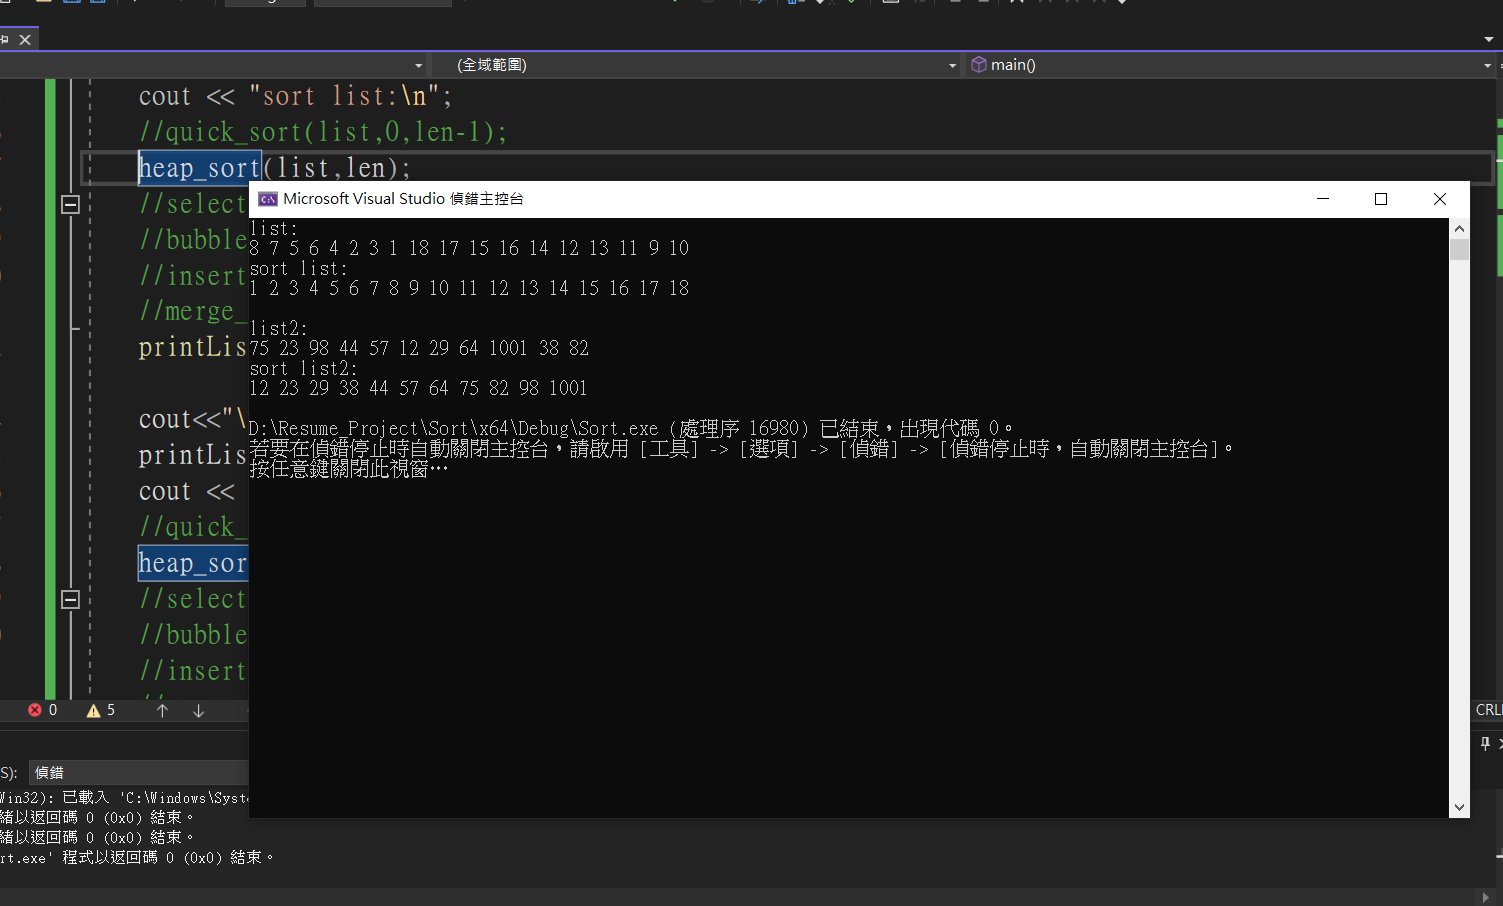 (全域範圍)
main()
cout << "sort list:\n";
//quick_sort(list,0,len-1);
heap_sort(list,len);
//select
//bubble
//insert
//merge_
printLis
cout<<"\
printLis
cout <<
//quick_
heap_sor
//select
//bubble
//insert
Microsoft Visual Studio 偵錯主控台
list:
8 7 5 6 4 2 3 1 18 17 15 16 14 12 13 11 9 10
sort list:
1 2 3 4 5 6 7 8 9 10 11 12 13 14 15 16 17 18
list2:
75 23 98 44 57 12 29 64 1001 38 82
sort list2:
12 23 29 38 44 57 64 75 82 98 1001
D:\Resume_Project\Sort\x64\Debug\Sort.exe (處理序 16980) 已結束，出現代碼 0。
若要在偵錯停止時自動關閉主控台，請啟用 [工具] -> [選項] -> [偵錯] -> [偵錯停止時，自動關閉主控台]。
按任意鍵關閉此視窗…
0
5
CRL
S):
偵錯
Win32): 已載入 'C:\Windows\Syst
緒以返回碼 0 (0x0) 結束。
緒以返回碼 0 (0x0) 結束。
rt.exe' 程式以返回碼 0 (0x0) 結束。